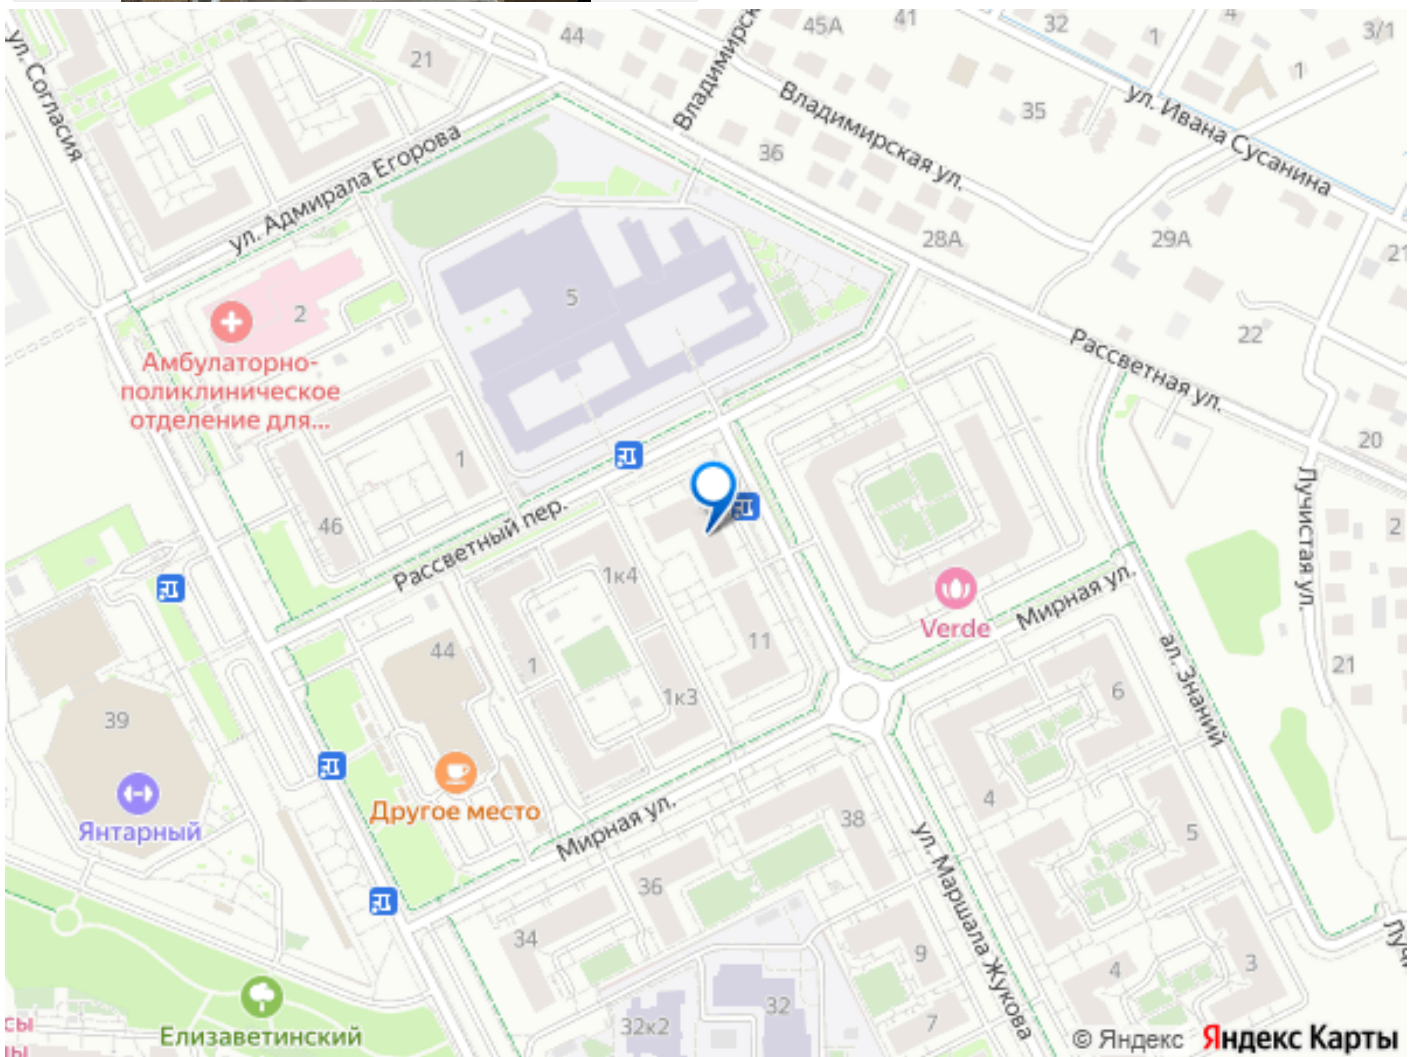 44
45А
41
32
1
4
3/1
1
21
ул. Согласия
Владимирск
Владимирская ул.
35
ул. Ивана Сусанина
36
ул. Адмирала Егорова
28А
29А
21
5
2
22
Амбулаторно-
поликлиническое
отделение для...
Рассветная ул.
20
1
46
Рассветный пер.
Лучистая ул.
2
1к4
Verde
Мирная ул.
11
44
1
1к3
6
ал. Знаний
21
39
Янтарный
Другое место
Мирная ул.
38
4
5
ул. Маршала Жукова
36
34
9
4
3
Лучи
32
32к2
7
Елизаветинский
сы
© Яндекс Яндекс Карты